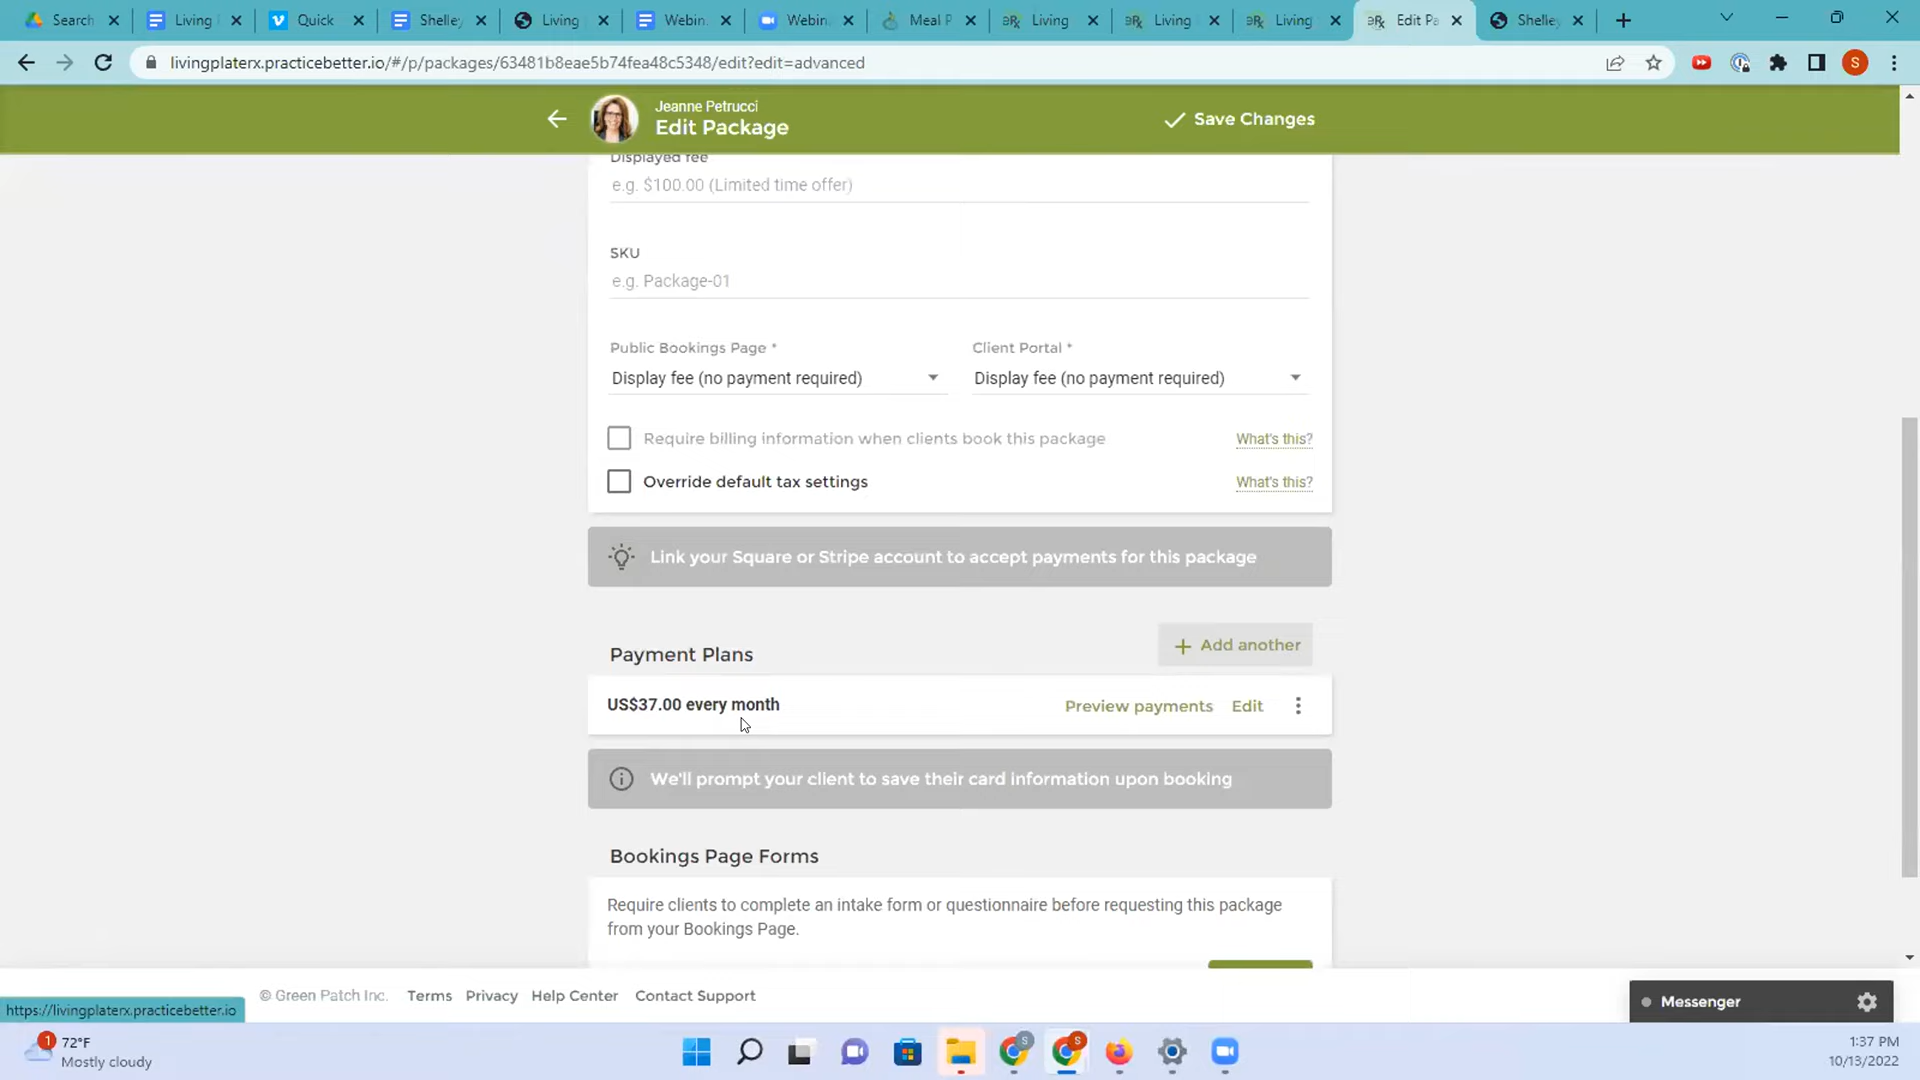 Search
Living
Quick
Shelley
Living
Webin
Webin
Meal P
Living
Living
Living
Edit Pa
Shelley
livingplaterx.practicebetter.io/#/p/packages/63481b8eae5b74fea48c5348/edit?edit=advanced
S
Jeanne Petrucci
Edit Package
Save Changes
Displayed fee
e.g. $100.00 (Limited time offer)
SKU
e.g. Package-01
Public Bookings Page *
Client Portal *
Display fee (no payment required)
Display fee (no payment required)
Require billing information when clients book this package
What's this?
Override default tax settings
What's this?
Link your Square or Stripe account to accept payments for this package
Payment Plans
+ Add another
US$37.00 every month
Preview payments
Edit
We'll prompt your client to save their card information upon booking
Bookings Page Forms
Require clients to complete an intake form or questionnaire before requesting this package
from your Bookings Page.
© Green Patch Inc.
Terms
Privacy
Help Center
Contact Support
Messenger
https://livingplaterx.practicebetter.io
1
72°F
Mostly cloudy
S
S
1:37 PM
10/13/2022